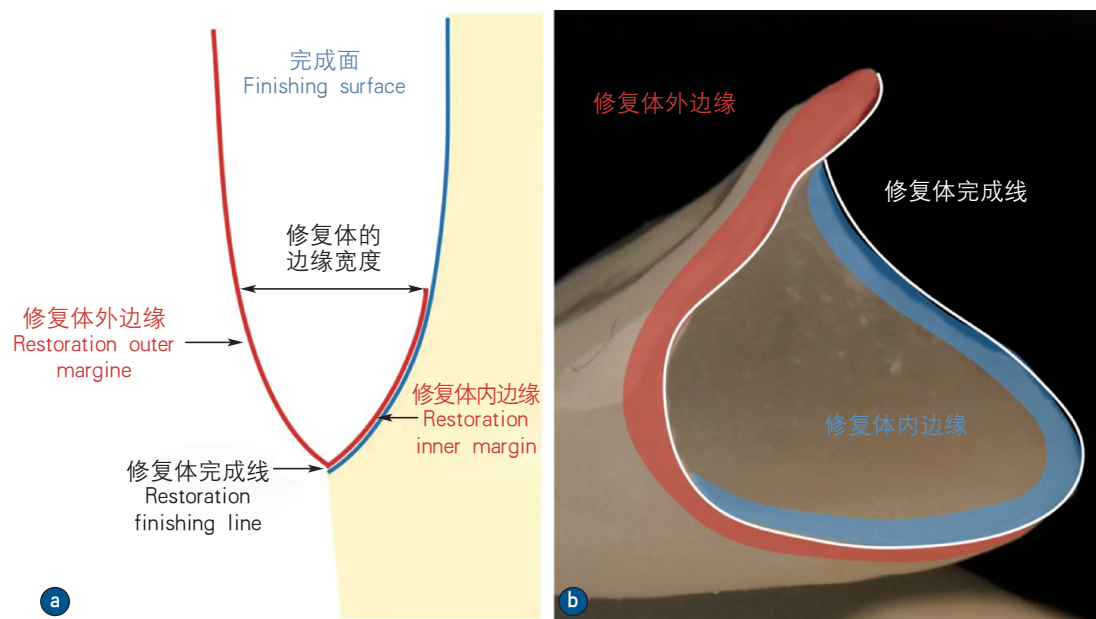 完成面
Finishing surface
修复体的
边缘宽度
修复体外边缘
Restoration outer
margine
修复体内边缘
Restoration
inner margin
修复体完成线
Restoration
finishing line
a
修复体外边缘
修复体完成线
修复体内边缘
b